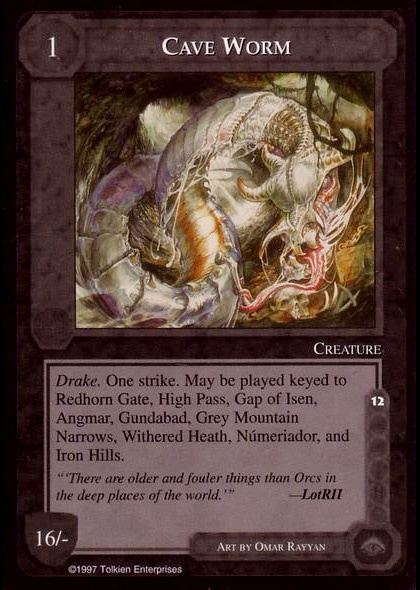 1
CAVE WORM
CREATURE
Drake. One strike. May be played keyed to
Redhorn Gate, High Pass, Gap of Isen,
Angmar, Gundabad, Grey Mountain
Narrows, Withered Heath, Númeriador, and
Iron Hills.
12
“‘There are older and fouler things than Orcs in
the deep places of the world.’” —LotRII
16/-
ART BY OMAR RAYYAN
©1997 Tolkien Enterprises